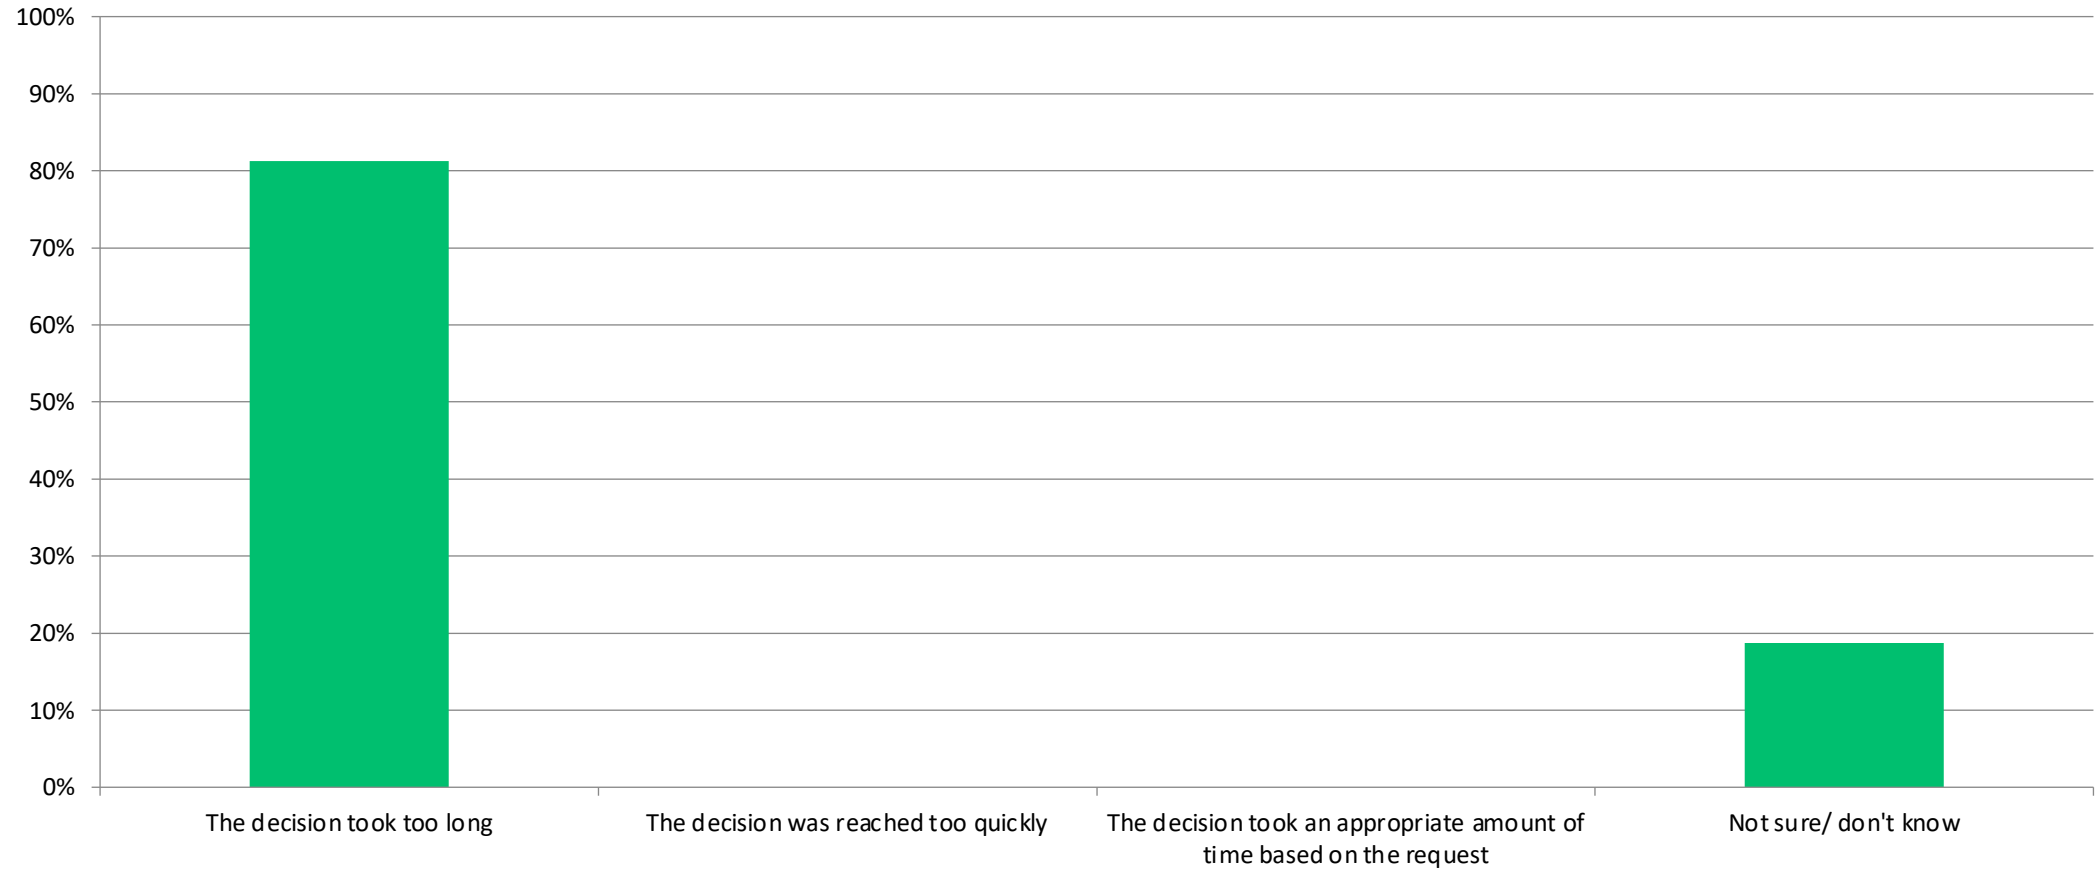 100%
90%
80%
70%
60%
50%
40%
30%
20%
10%
0%
The decision took too long
The decision was reached too quickly
The decision took an appropriate amount of
time based on the request
Not sure/ don't know